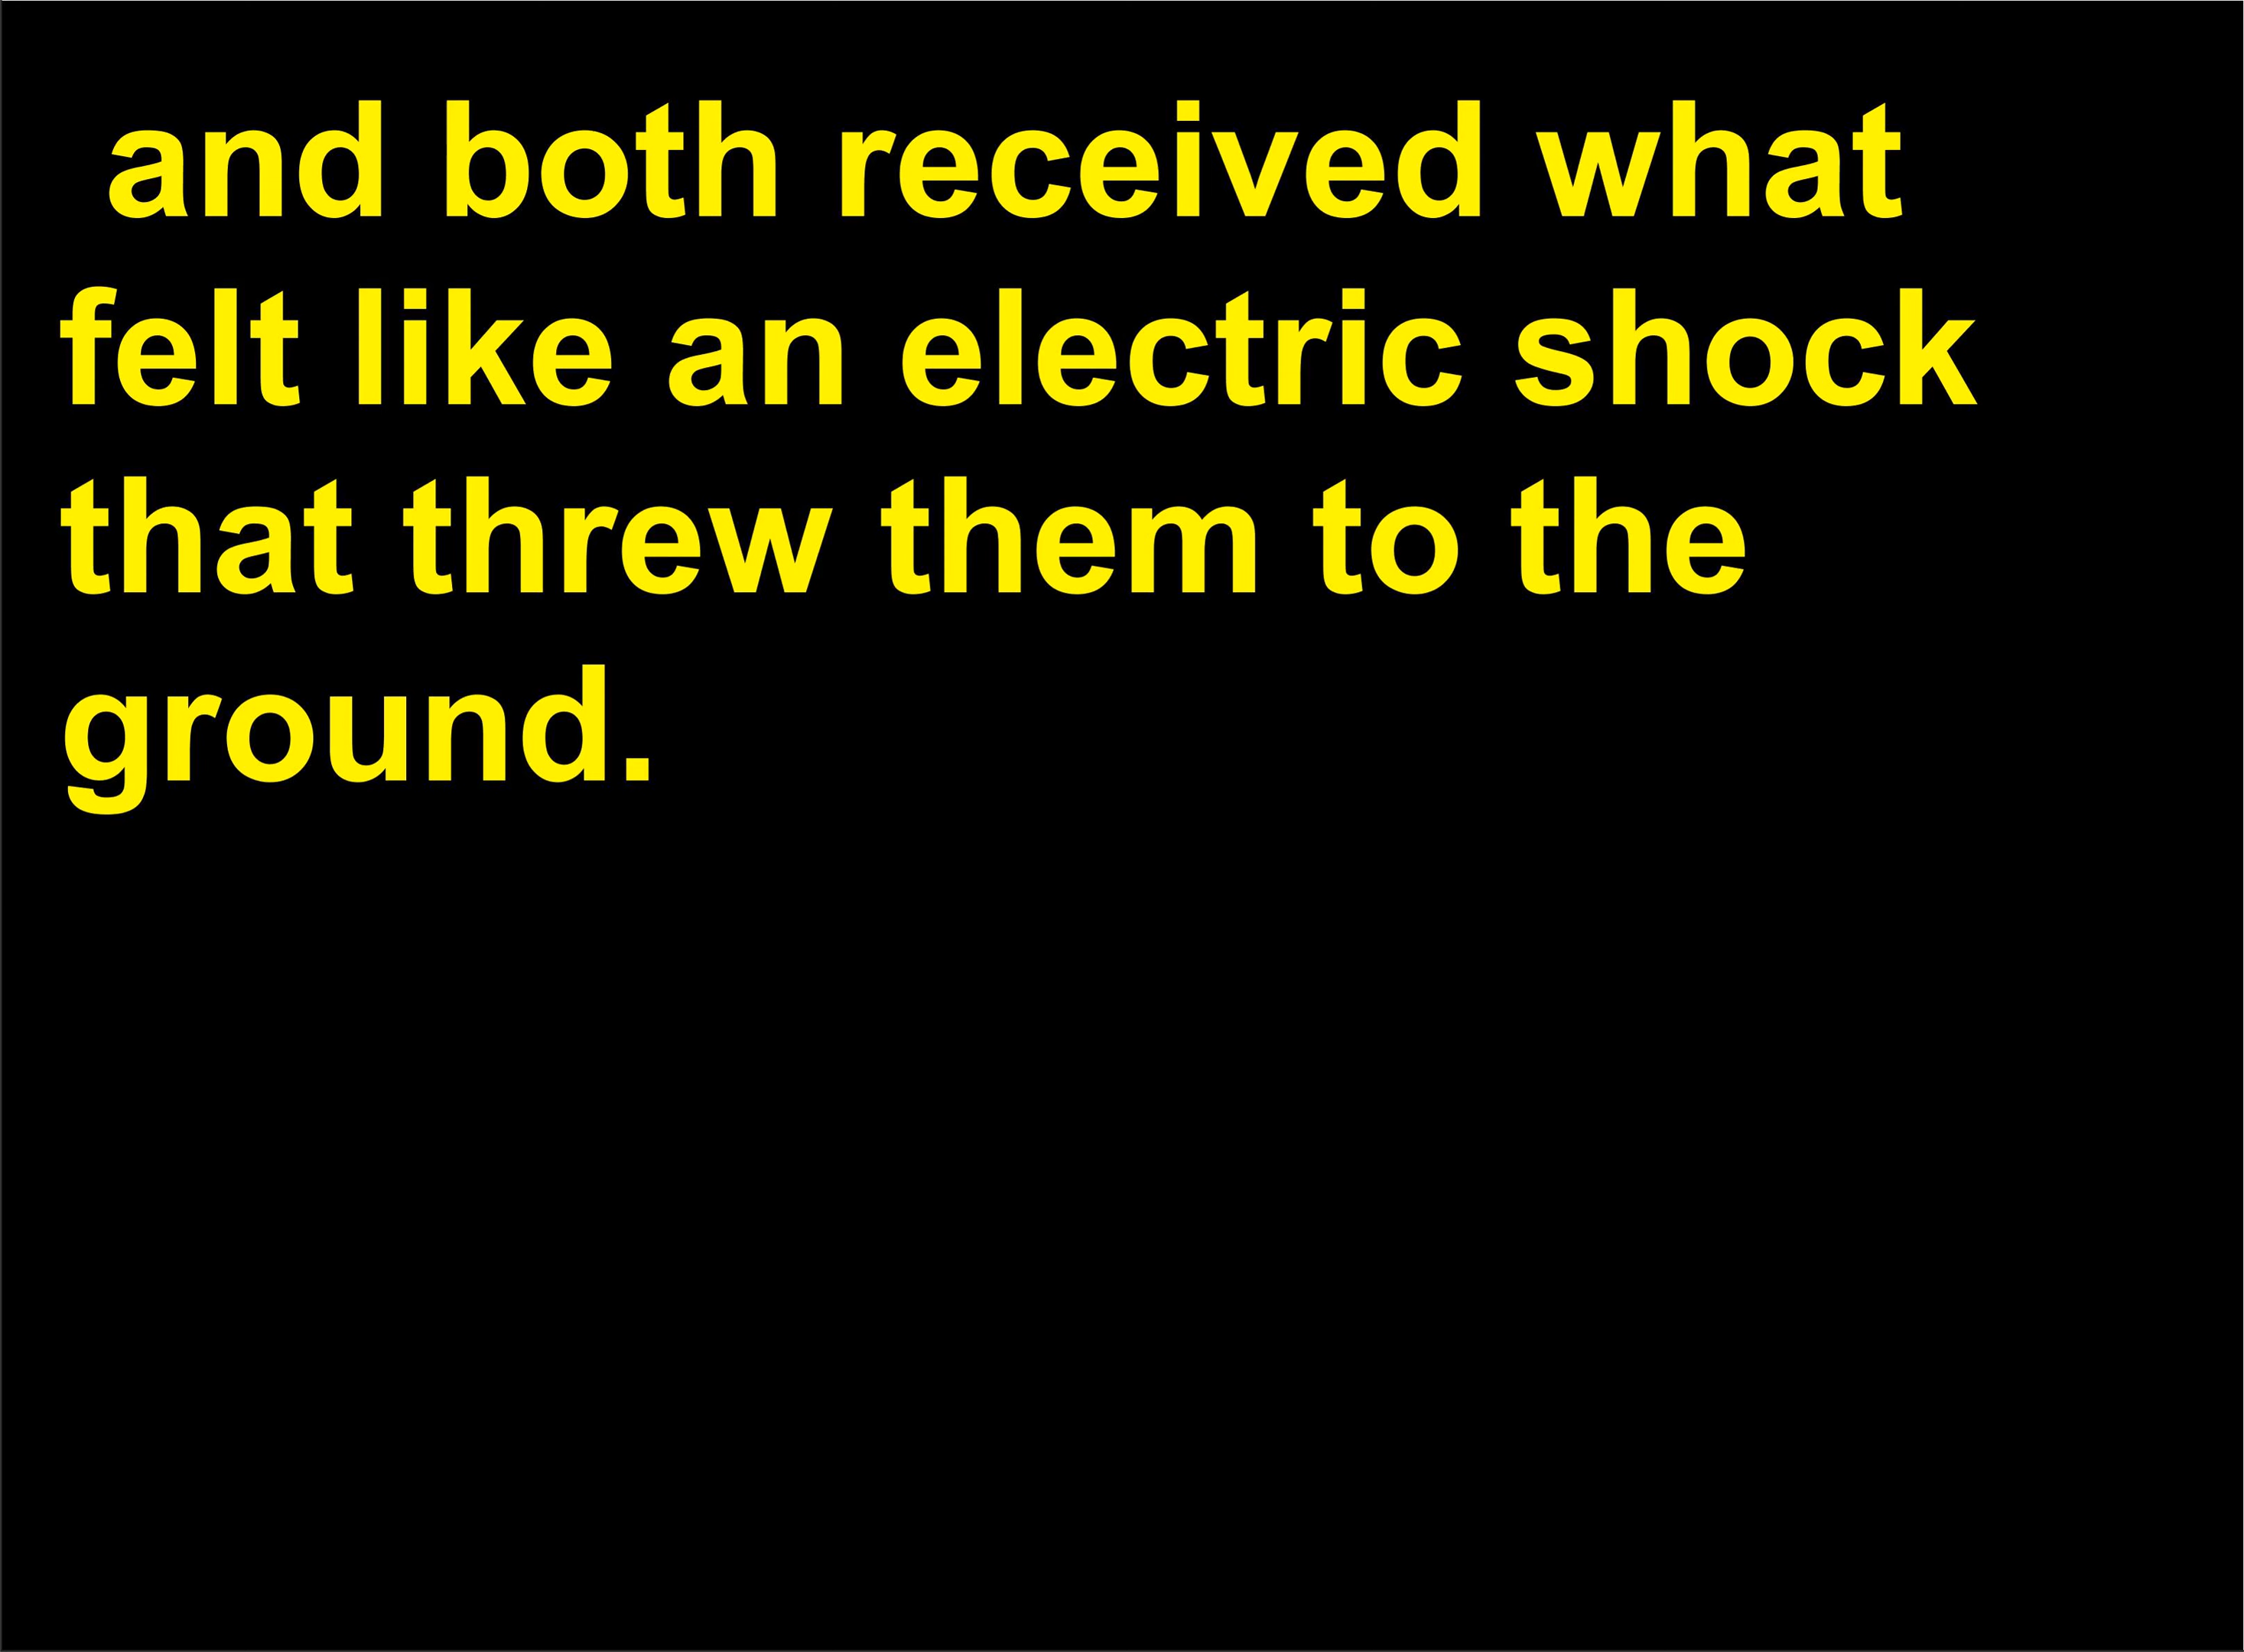 and both received what
felt like an electric shock
that threw them to the
ground.